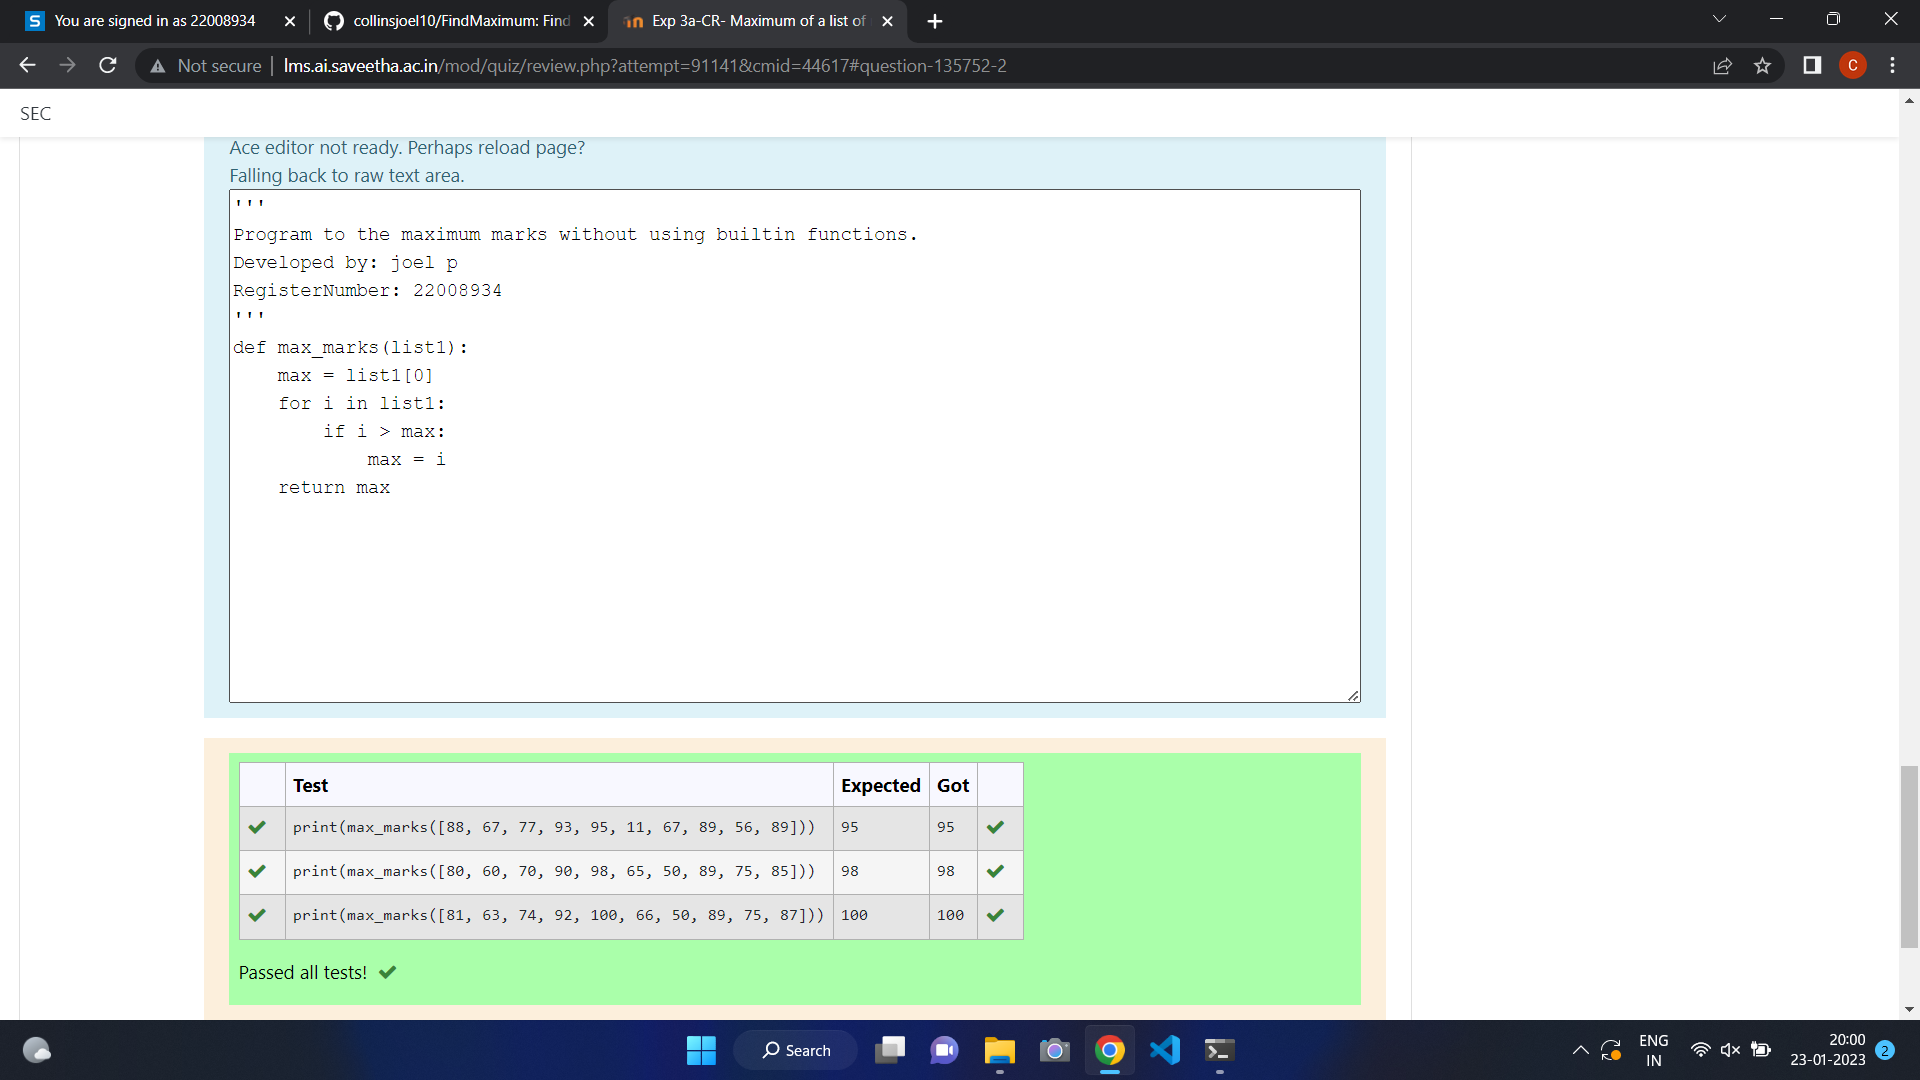 You are signed in as 22008934
collinsjoel10/FindMaximum: Find
Exp 3a-CR- Maximum of a list of
Not secure | lms.ai.saveetha.ac.in/mod/quiz/review.php?attempt=91141&cmid=44617#question-135752-2
C
SEC
Ace editor not ready. Perhaps reload page?
Falling back to raw text area.
'''
Program to the maximum marks without using builtin functions.
Developed by: joel p
RegisterNumber: 22008934
'''
def max_marks(list1):
    max = list1[0]
    for i in list1:
        if i > max:
            max = i
    return max
Test Expected Got
print(max_marks([88, 67, 77, 93, 95, 11, 67, 89, 56, 89])) 95 95
print(max_marks([80, 60, 70, 90, 98, 65, 50, 89, 75, 85])) 98 98
print(max_marks([81, 63, 74, 92, 100, 66, 50, 89, 75, 87])) 100 100
Passed all tests!
Search
ENG
IN
20:00
23-01-2023
2